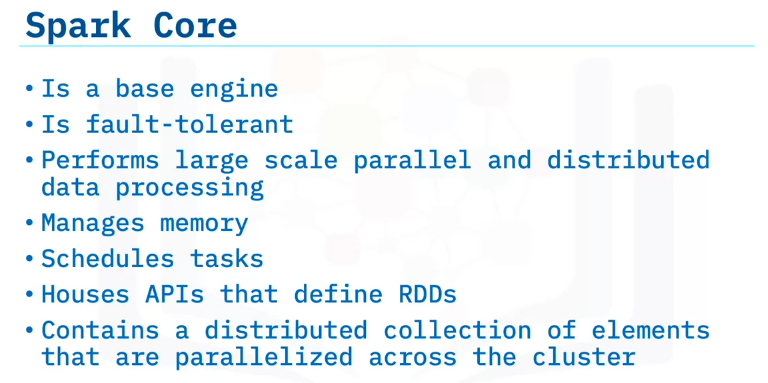 Spark Core
• Is a base engine
• Is fault-tolerant
• Performs large scale parallel and distributed
data processing
• Manages memory
• Schedules tasks
• Houses APIs that define RDDs
• Contains a distributed collection of elements
that are parallelized across the cluster